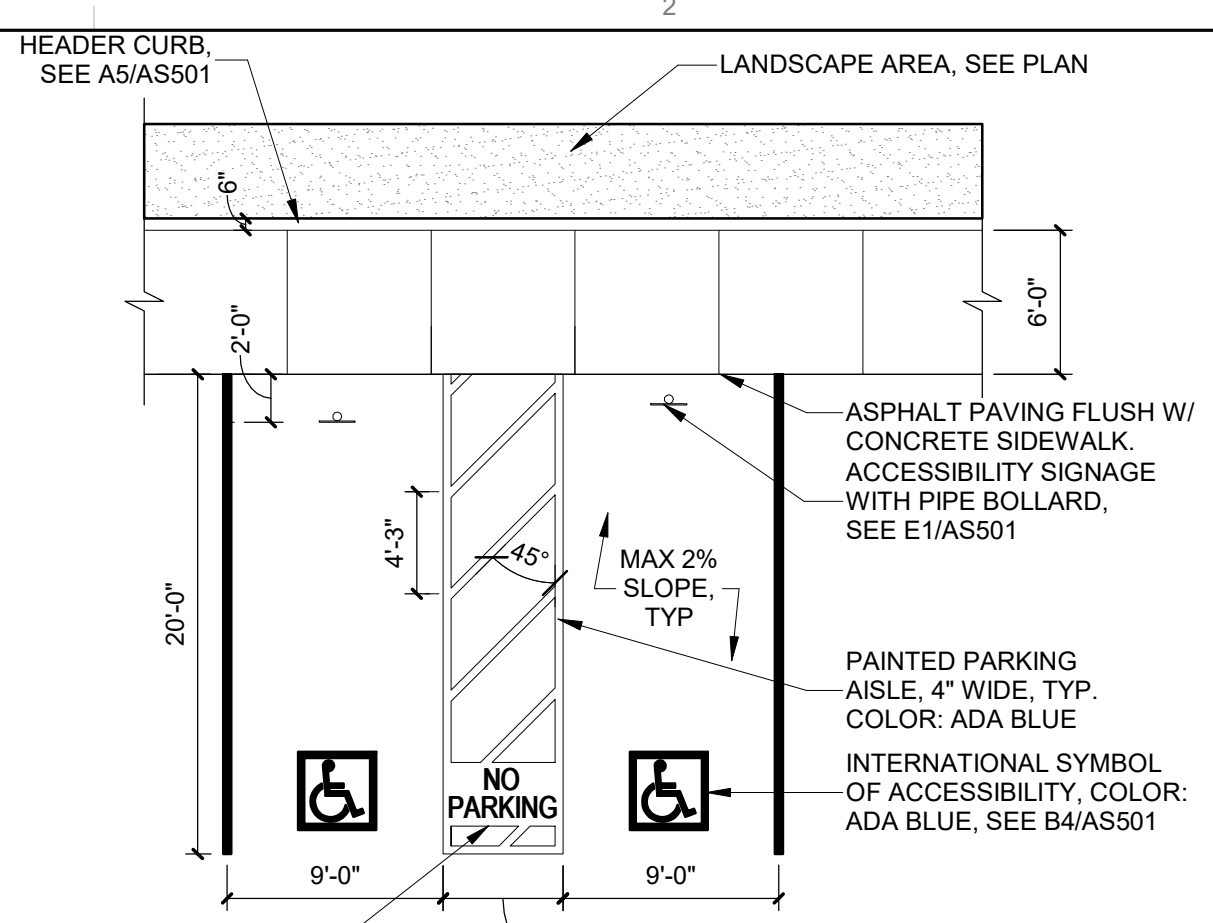 2
HEADER CURB,
SEE A5/AS501
LANDSCAPE AREA, SEE PLAN
6"
2'-0"
6'-0"
ASPHALT PAVING FLUSH W/
CONCRETE SIDEWALK.
ACCESSIBILITY SIGNAGE
WITH PIPE BOLLARD,
SEE E1/AS501
4'-3"
45°
MAX 2%
SLOPE,
TYP
20'-0"
PAINTED PARKING
AISLE, 4" WIDE, TYP.
COLOR: ADA BLUE
INTERNATIONAL SYMBOL
OF ACCESSIBILITY, COLOR:
ADA BLUE, SEE B4/AS501
NO
PARKING
9'-0"
9'-0"